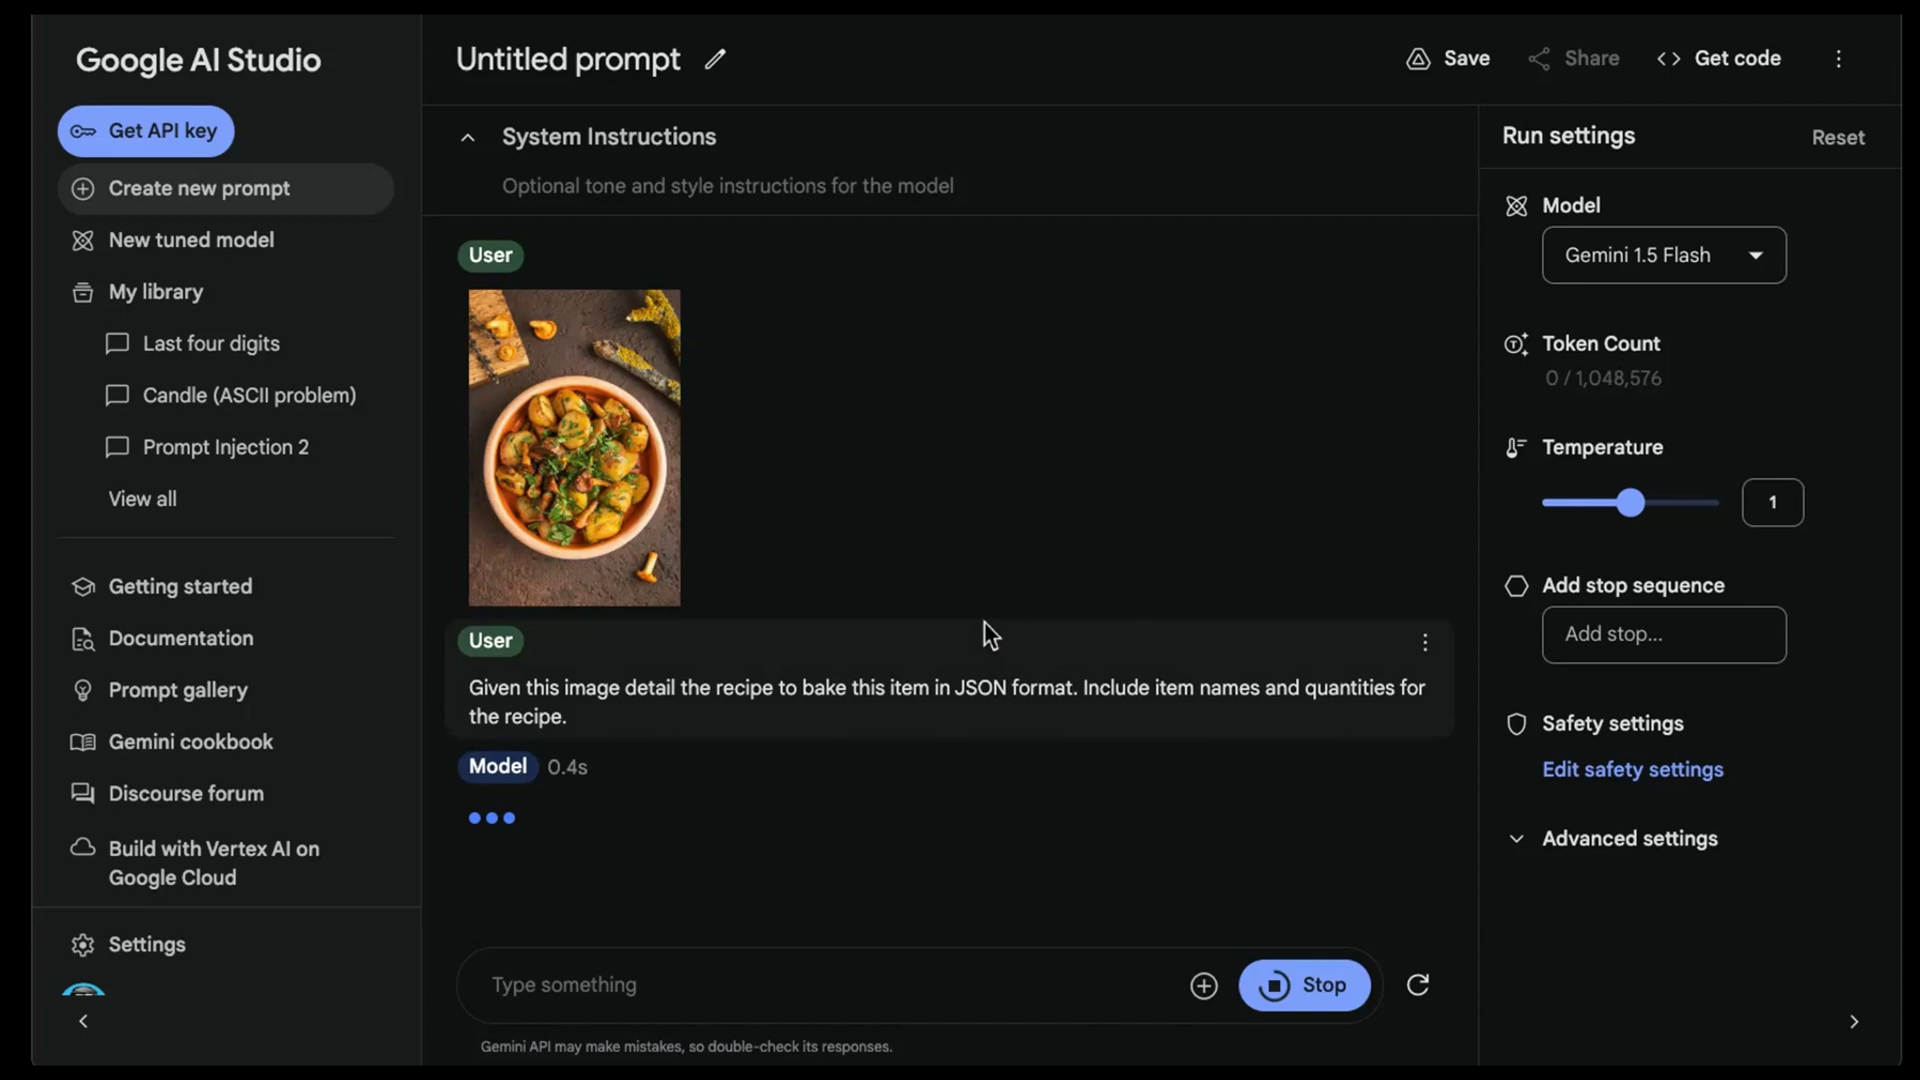 Google AI Studio
Get API key
Create new prompt
New tuned model
My library
Last four digits
Candle (ASCII problem)
Prompt Injection 2
View all
Getting started
Documentation
Prompt gallery
Gemini cookbook
Discourse forum
Build with Vertex AI on
Google Cloud
Settings
Untitled prompt
Save
Share
Get code
System Instructions
Optional tone and style instructions for the model
User
User
Given this image detail the recipe to bake this item in JSON format. Include item names and quantities for
the recipe.
Model 0.4s
Type something
Stop
Gemini API may make mistakes, so double-check its responses.
Run settings
Reset
Model
Gemini 1.5 Flash
Token Count
0 / 1,048,576
Temperature
1
Add stop sequence
Add stop...
Safety settings
Edit safety settings
Advanced settings